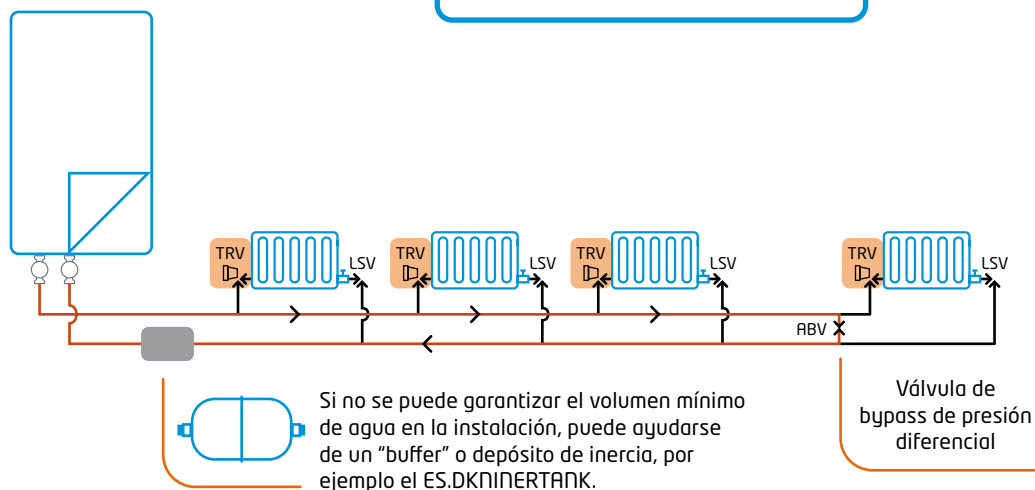 TRV
LSV
TRV
LSV
TRV
LSV
TRV
LSV
ABV
Si no se puede garantizar el volumen mínimo
de agua en la instalación, puede ayudarse
de un “buffer” o depósito de inercia, por
ejemplo el ES.DKNINERTANK.
Válvula de
bypass de presión
diferencial